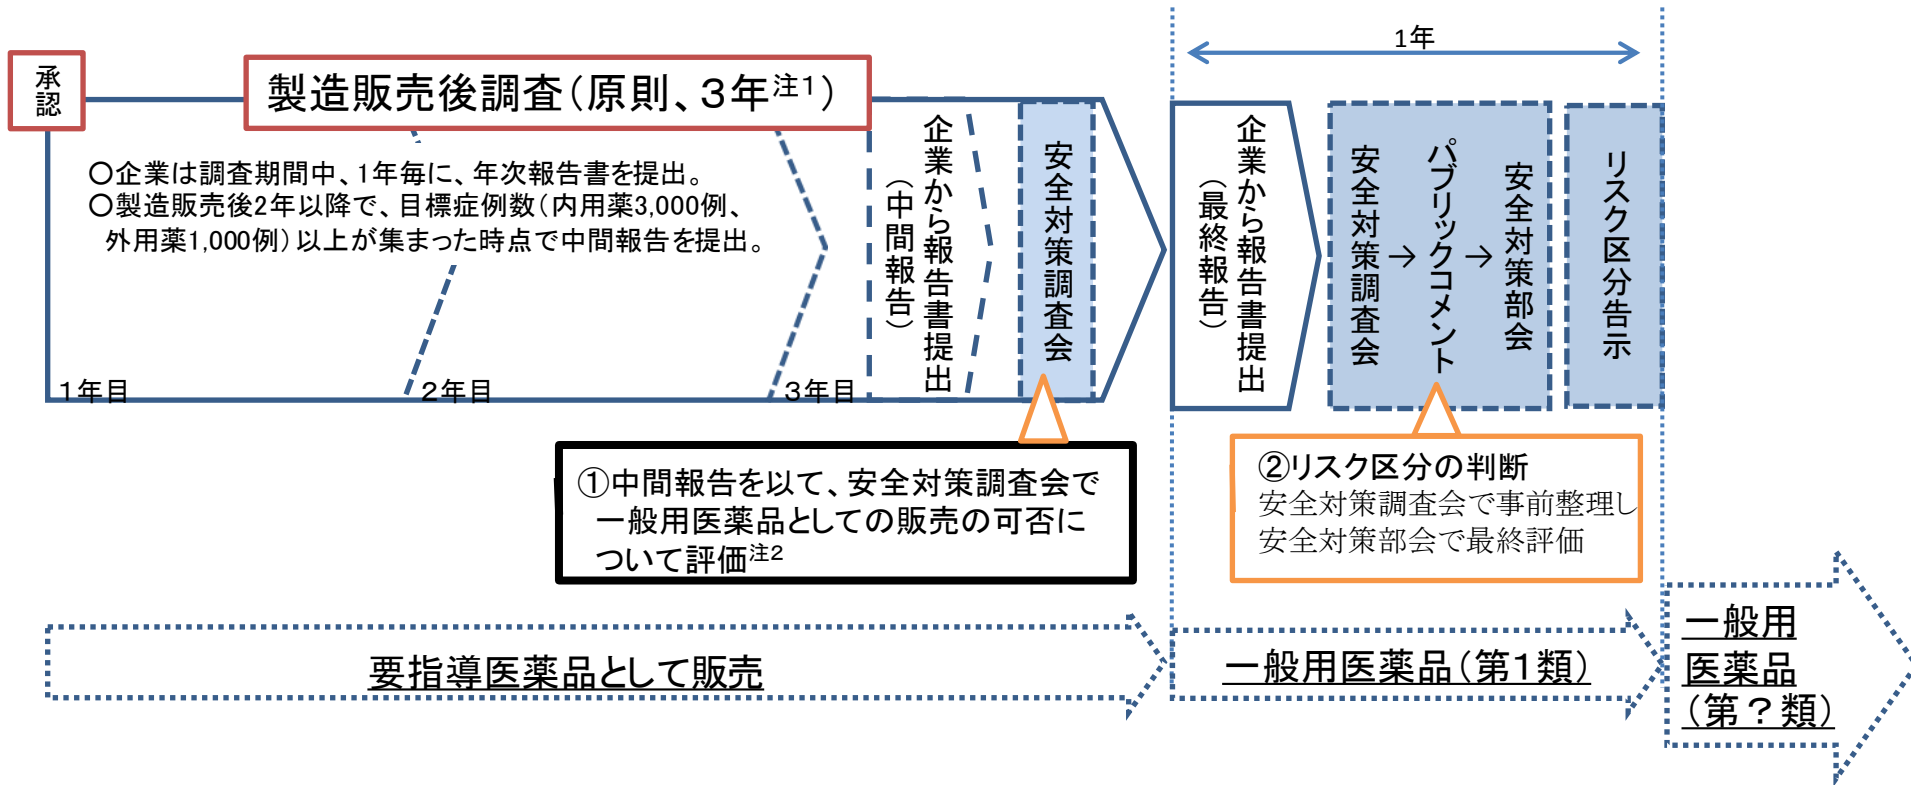 承認
製造販売後調査(原則、3年注1)
1年
○企業は調査期間中、1年毎に、年次報告書を提出。
○製造販売後2年以降で、目標症例数(内用薬3,000例、
外用薬1,000例)以上が集まった時点で中間報告を提出。
1年目
2年目
3年目
企業から報告書提出
(中間報告)
安全対策調査会
企業から報告書提出
(最終報告)
安全対策調査会
→
パブリックコメント
→
安全対策部会
リスク区分告示
①中間報告を以て、安全対策調査会で
一般用医薬品としての販売の可否に
ついて評価注2
②リスク区分の判断
安全対策調査会で事前整理し
安全対策部会で最終評価
要指導医薬品として販売
一般用医薬品(第1類)
一般用
医薬品
(第?類)